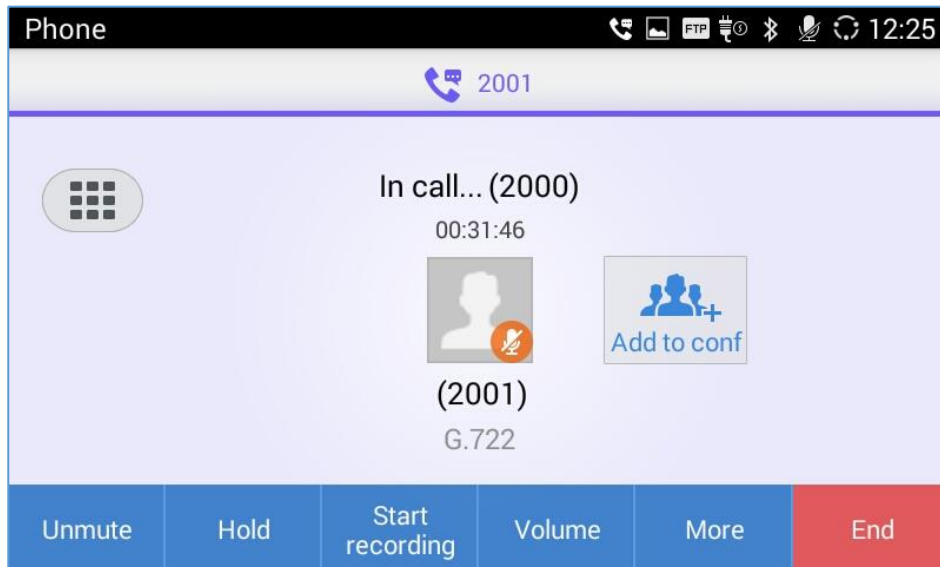 Phone
FTP
12:25
2001
In call... (2000)
00:31:46
Add to conf
(2001)
G.722
Unmute
Hold
Start
recording
Volume
More
End